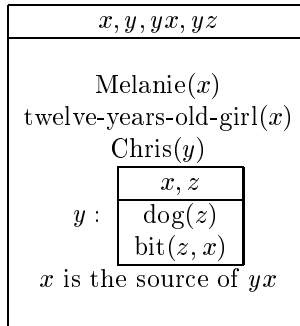 x, y, yx, yz
Melanie(x)
twelve-years-old-girl(x)
Chris(y)
x, z
y : dog(z)
bit(z, x)
x is the source of yx